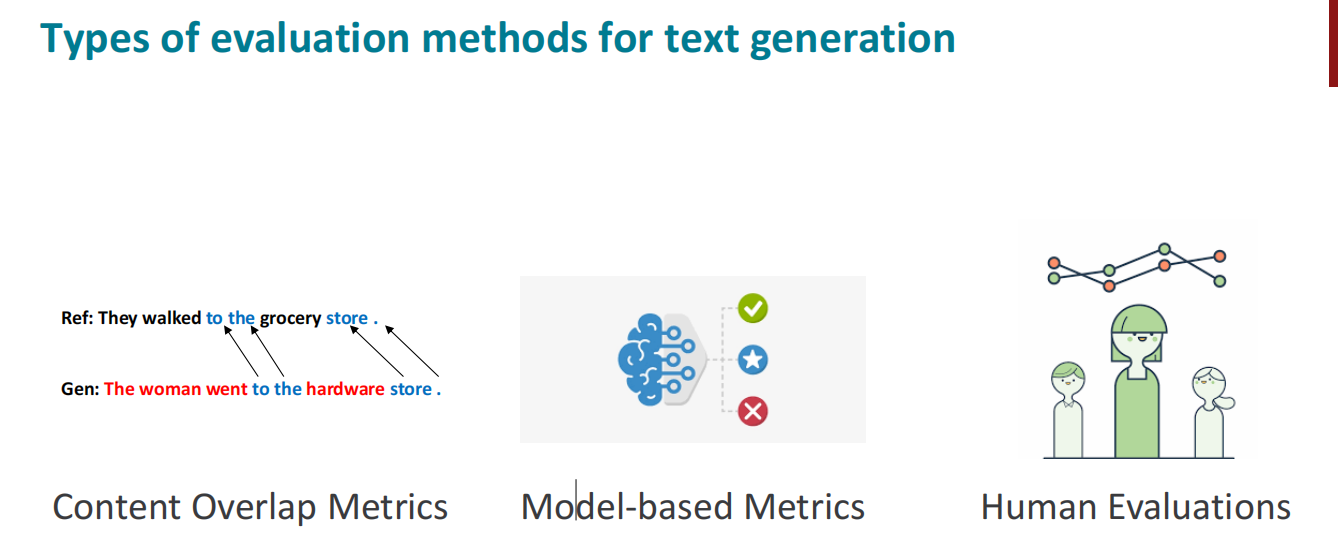 Types of evaluation methods for text generation
Ref: They walked to the grocery store .
Gen: The woman went to the hardware store .
Content Overlap Metrics
Model-based Metrics
Human Evaluations